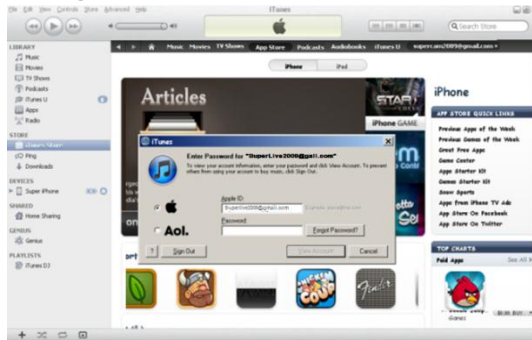 File Edit View Controls Store Advanced Help
iTunes
Search Store
LIBRARY
Music
Movies
TV Shows
Podcasts
iTunes U
Apps
Radio
STORE
iTunes Store
Ping
Downloads
DEVICES
Super iPhone
SHARED
Home Sharing
GENIUS
Genius
PLAYLISTS
iTunes DJ
Music Movies TV Shows App Store Podcasts Audiobooks iTunes U
iPhone iPad
Articles
START
iPhone GAME
iTunes
Enter Password for "SuperLive2000@gmail.com"
To view your account information, enter your password and click View Account. To prevent
others from using your account to buy music, click Sign Out.
Apple ID:
Password:
AOL.
Forgot Password?
? Sign Out View Account Cancel
iPhone
APP STORE QUICK LINKS
Previous Apps of the Week
Previous Games of the Week
Great Free Apps
Game Center
Apps Starter Kit
Games Starter Kit
Apps from iPhone TV Ads
App Store On Facebook
App Store On Twitter
TOP CHARTS
Paid Apps See All
CHICKEN
COUP
Games